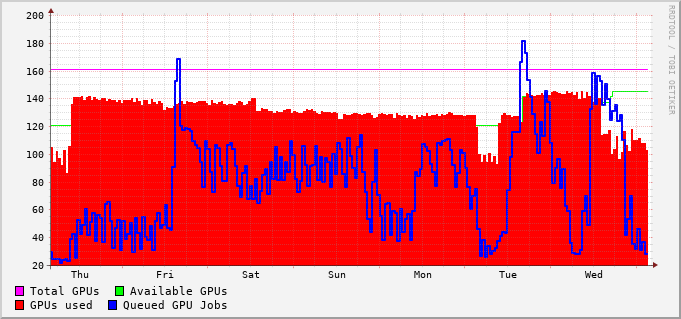 200
180
160
140
120
100
80
60
40
20
Thu Fri Sat Sun Mon Tue Wed
Total GPUs Available GPUs
GPUs used Queued GPU Jobs
RRDTOOL / TOBI OETIKER